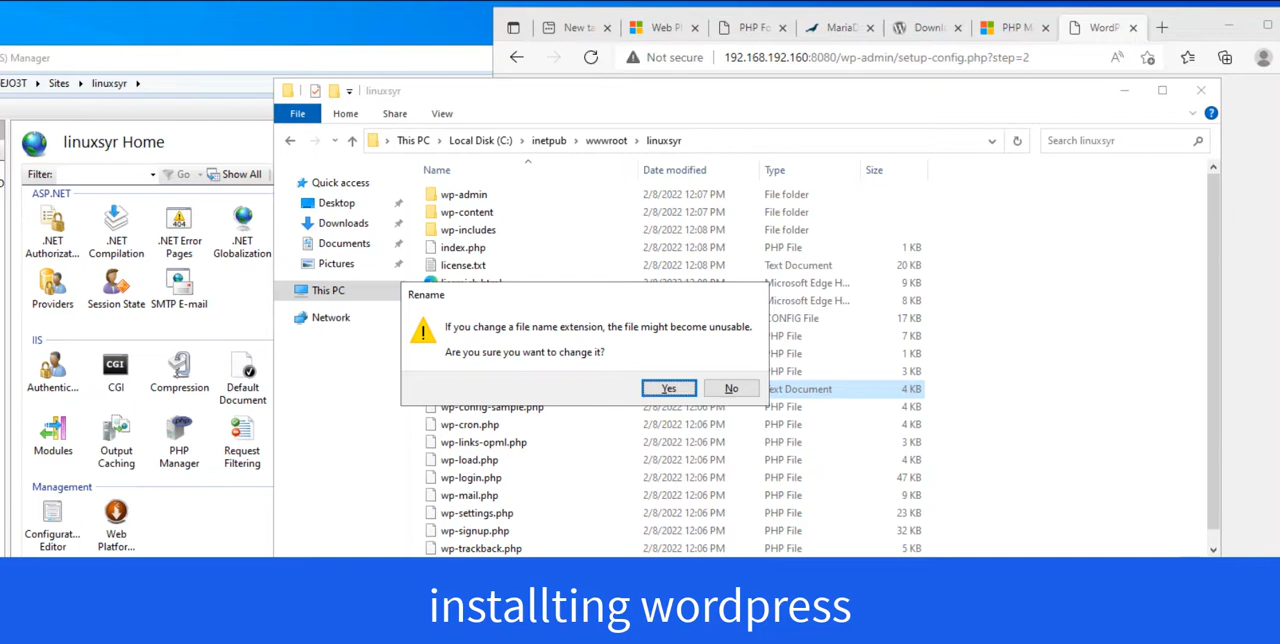 New ta
Web Pl
PHP Fo
MariaD
Downl
PHP M
WordP
S) Manager
Not secure
192.168.192.160:8080/wp-admin/setup-config.php?step=2
EJO3T
Sites
linuxsyr
linuxsyr
File
Home
Share
View
linuxsyr Home
This PC
Local Disk (C:)
inetpub
wwwroot
linuxsyr
Search linuxsyr
Filter:
Go
Show All
Name
Date modified
Type
Size
ASP.NET
Quick access
Desktop
Downloads
Documents
Pictures
This PC
Network
wp-admin
2/8/2022 12:07 PM
File folder
wp-content
2/8/2022 12:07 PM
File folder
wp-includes
2/8/2022 12:08 PM
File folder
index.php
2/8/2022 12:08 PM
PHP File
1 KB
license.txt
2/8/2022 12:08 PM
Text Document
20 KB
Microsoft Edge H...
9 KB
Microsoft Edge H...
8 KB
CONFIG File
17 KB
PHP File
7 KB
PHP File
1 KB
PHP File
3 KB
ext Document
4 KB
wp-config-sample.php
2/8/2022 12:06 PM
PHP File
4 KB
wp-cron.php
2/8/2022 12:06 PM
PHP File
4 KB
wp-links-opml.php
2/8/2022 12:06 PM
PHP File
3 KB
wp-load.php
2/8/2022 12:06 PM
PHP File
4 KB
wp-login.php
2/8/2022 12:06 PM
PHP File
47 KB
wp-mail.php
2/8/2022 12:06 PM
PHP File
9 KB
wp-settings.php
2/8/2022 12:06 PM
PHP File
23 KB
wp-signup.php
2/8/2022 12:06 PM
PHP File
32 KB
wp-trackback.php
2/8/2022 12:06 PM
PHP File
5 KB
Rename
If you change a file name extension, the file might become unusable.
Are you sure you want to change it?
Yes
No
.NET
Authorizat...
.NET
Compilation
404
.NET Error
Pages
.NET
Globalization
Providers
Session State
SMTP E-mail
IIS
Authentic...
CGI
CGI
Compression
Default
Document
Modules
Output
Caching
PHP
Manager
Request
Filtering
Management
Configurat...
Editor
Web
Platfor...
installting wordpress